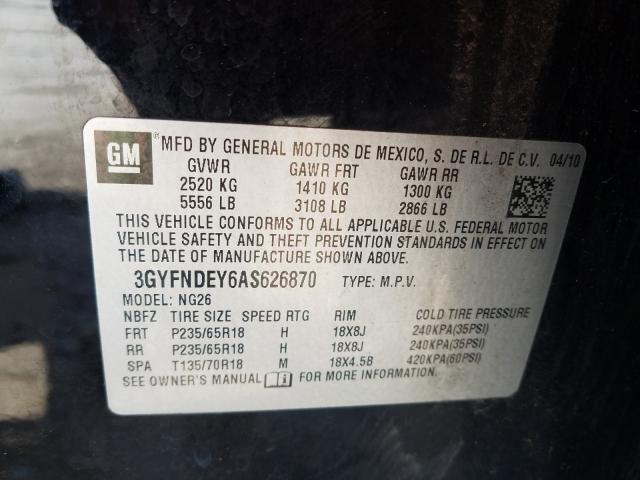 GM ® MFD BY GENERAL MOTORS DE MEXICO, S. DE R.L. DE C.V. 04/10
GVWR GAWR FRT GAWR RR
2520 KG 1410 KG 1300 KG
5556 LB 3108 LB 2866 LB
THIS VEHICLE CONFORMS TO ALL APPLICABLE U.S. FEDERAL MOTOR
VEHICLE SAFETY AND THEFT PREVENTION STANDARDS IN EFFECT ON
THE DATE OF MANUFACTURE SHOWN ABOVE.
3GYFNDEY6AS626870 TYPE: M.P.V.
MODEL: NG26
NBFZ TIRE SIZE SPEED RTG RIM COLD TIRE PRESSURE
FRT P235/65R18 H 18X8J 240KPA(35PSI)
RR P235/65R18 H 18X8J 240KPA(35PSI)
SPA T135/70R18 M 18X4.5B 420KPA(60PSI)
SEE OWNER'S MANUAL FOR MORE INFORMATION.